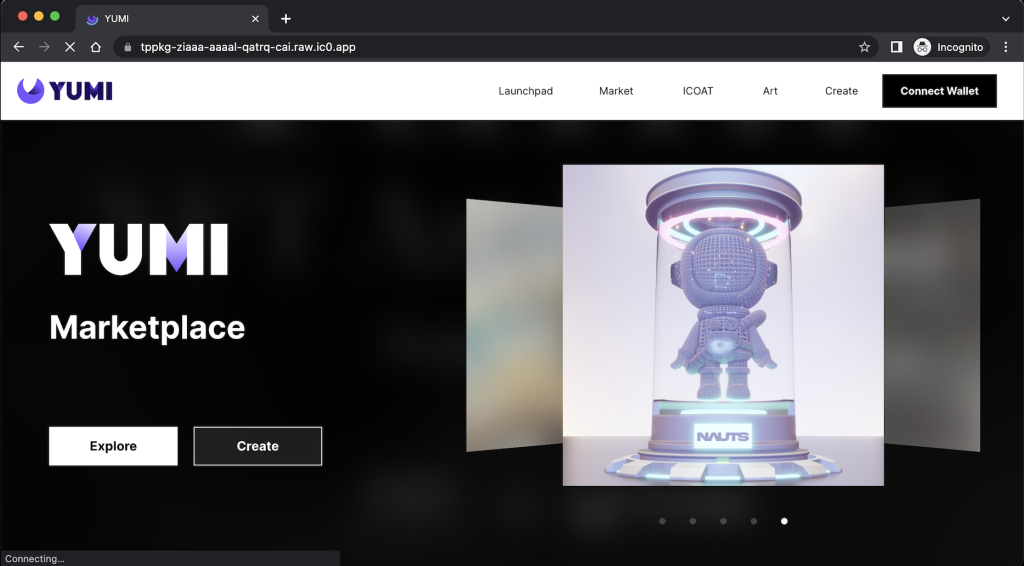 YUMI
tppkg-ziaaa-aaaal-qatrq-cai.raw.ic0.app
Incognito
YUMI
Launchpad
Market
ICOAT
Art
Create
Connect Wallet
YUMI
Marketplace
Explore
Create
NAUTS
Connecting...